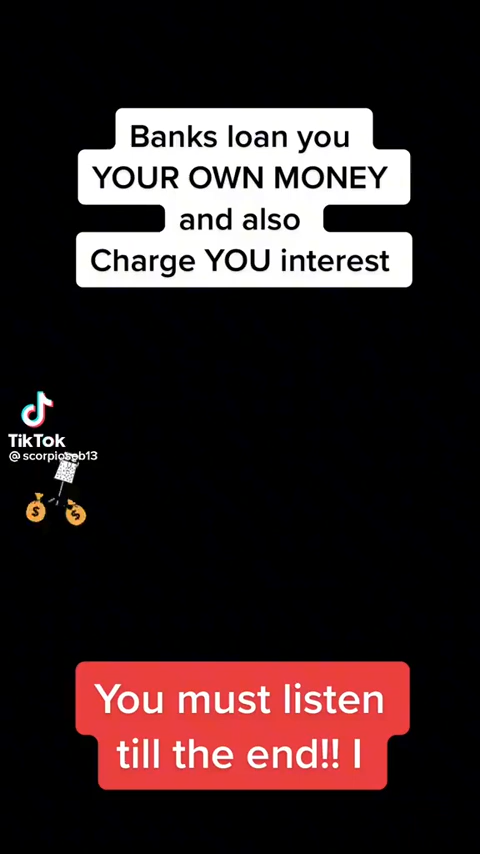 Banks loan you
YOUR OWN MONEY
and also
Charge YOU interest
TikTok
$
$
You must listen
till the end!! I